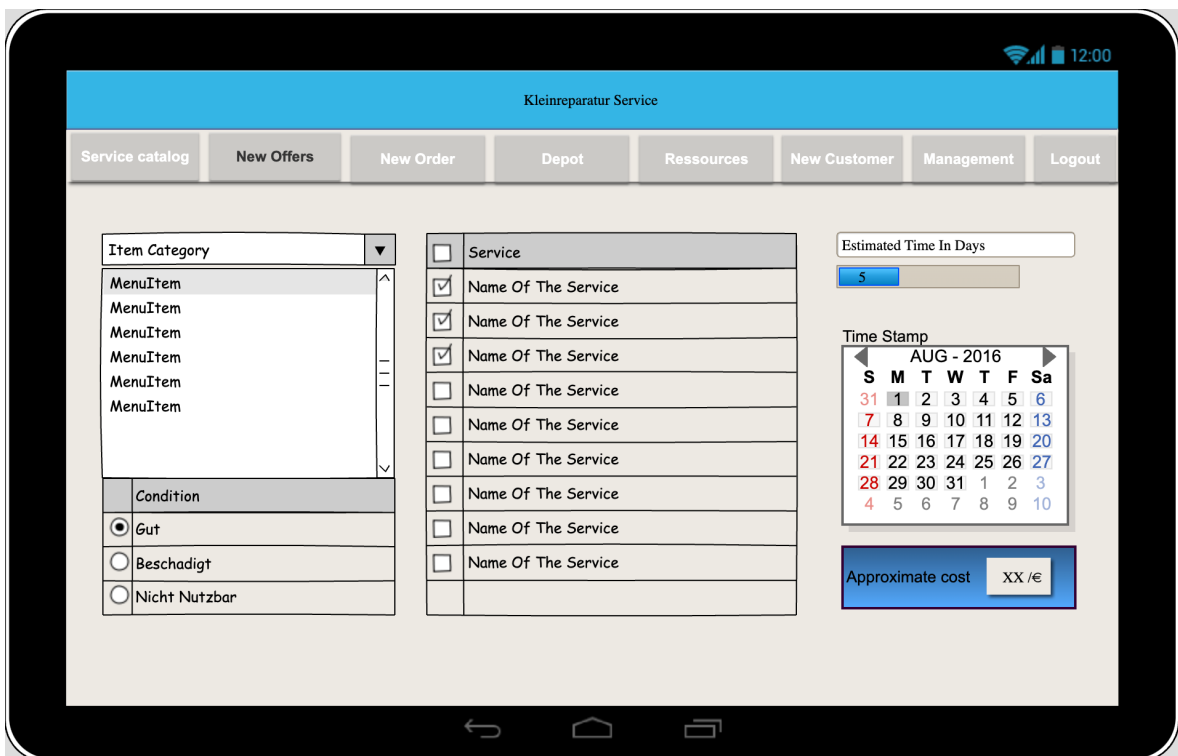 12:00
Kleinreparatur Service
Service catalog New Offers New Order Depot Ressources New Customer Management Logout
Item Category
MenuItem
MenuItem
MenuItem
MenuItem
MenuItem
MenuItem
Condition
Gut
Beschadigt
Nicht Nutzbar
Service
Name Of The Service
Name Of The Service
Name Of The Service
Name Of The Service
Name Of The Service
Name Of The Service
Name Of The Service
Name Of The Service
Name Of The Service
Estimated Time In Days
5
Time Stamp
AUG - 2016
S M T W T F Sa
31 1 2 3 4 5 6
7 8 9 10 11 12 13
14 15 16 17 18 19 20
21 22 23 24 25 26 27
28 29 30 31 1 2 3
4 5 6 7 8 9 10
Approximate cost XX /€